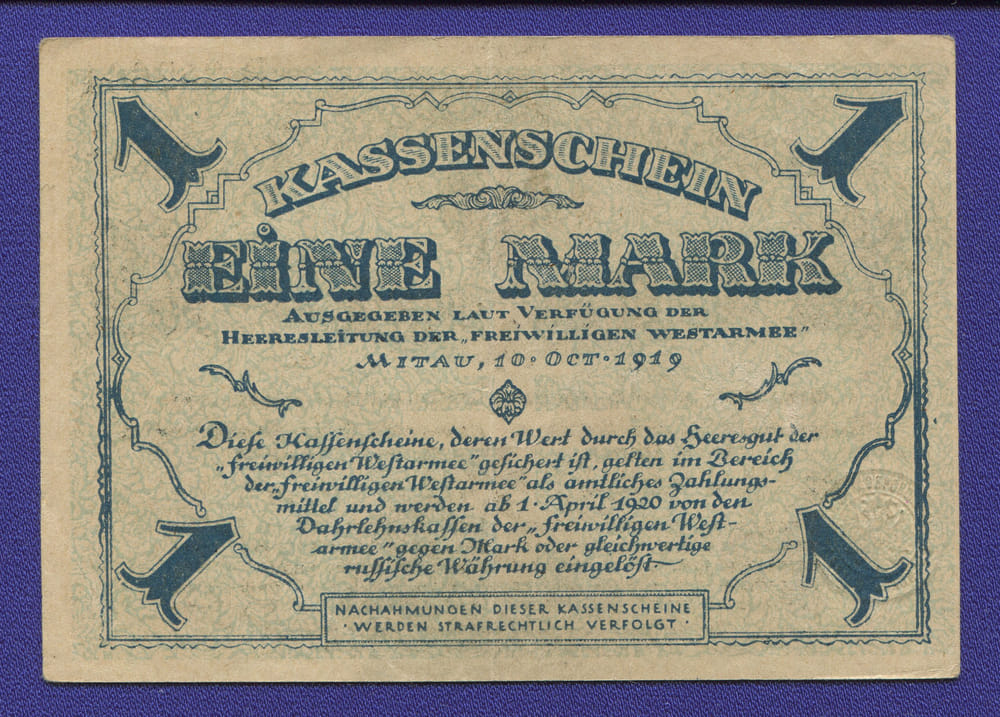 1 1
KASSENSCHEIN
EINE MARK
AUSGEGEBEN LAUT VERFÜGUNG DER
HEERESLEITUNG DER „FREIWILLIGEN WESTARMEE"
MITAU, 10. OCT. 1919
Diese Kassenscheine, deren Wert durch das Heeresgut der
„freiwilligen Westarmee" gesichert ist, gelten im Bereich
der „freiwilligen Westarmee" als amtliches Zahlungs-
mittel und werden ab 1. April 1920 von den
Dahrlehnskassen der „freiwilligen West-
armee" gegen Mark oder gleichwertige
russische Währung eingelöst
1 1
NACHAHMUNGEN DIESER KASSENSCHEINE
· WERDEN STRAFRECHTLICH VERFOLGT ·